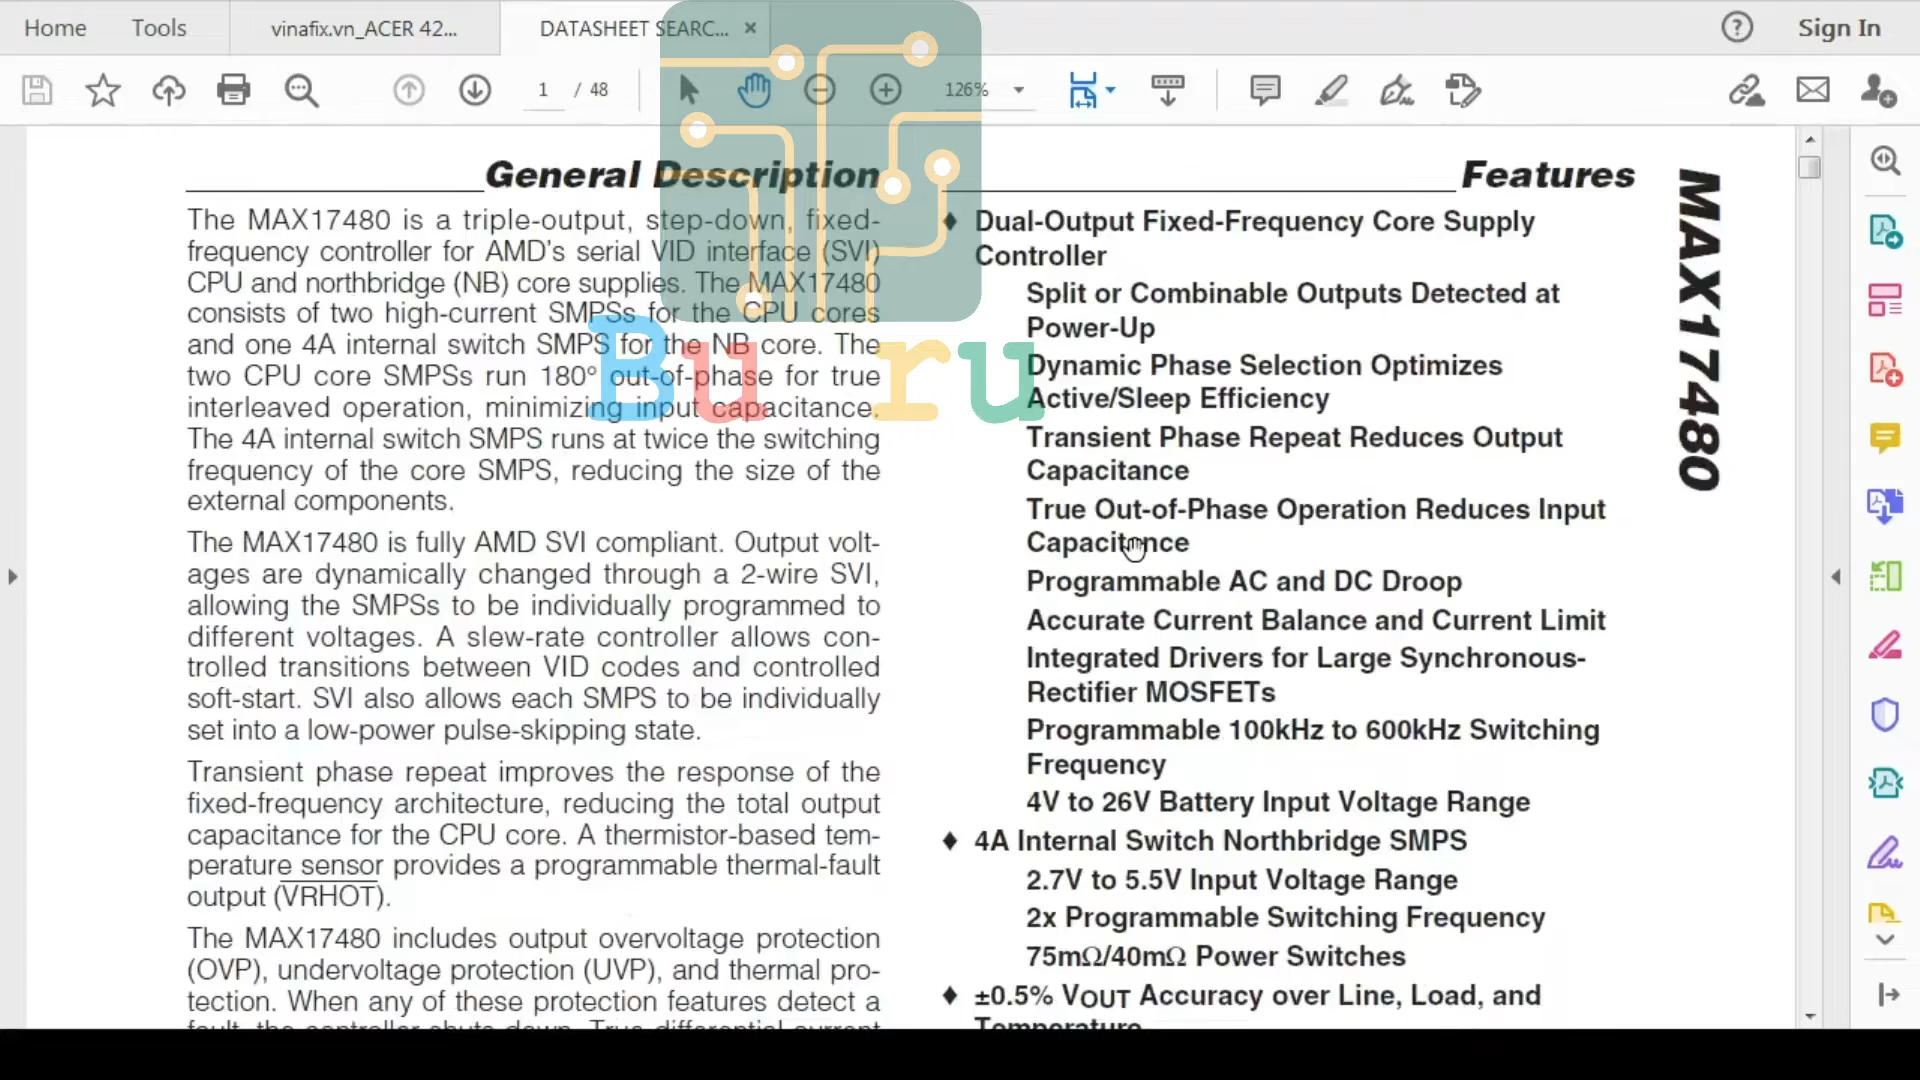 Home
Tools
vinafix.vn_ACER 42...
DATASHEET SEARC...
Sign In
1 / 48
126%
General Description
The MAX17480 is a triple-output, step-down, fixed-
frequency controller for AMD's serial VID interface (SVI)
CPU and northbridge (NB) core supplies. The MAX17480
consists of two high-current SMPSs for the CPU cores
and one 4A internal switch SMPS for the NB core. The
two CPU core SMPSs run 180° out-of-phase for true
interleaved operation, minimizing input capacitance.
The 4A internal switch SMPS runs at twice the switching
frequency of the core SMPS, reducing the size of the
external components.
The MAX17480 is fully AMD SVI compliant. Output volt-
ages are dynamically changed through a 2-wire SVI,
allowing the SMPSs to be individually programmed to
different voltages. A slew-rate controller allows con-
trolled transitions between VID codes and controlled
soft-start. SVI also allows each SMPS to be individually
set into a low-power pulse-skipping state.
Transient phase repeat improves the response of the
fixed-frequency architecture, reducing the total output
capacitance for the CPU core. A thermistor-based tem-
perature sensor provides a programmable thermal-fault
output (VRHOT).
The MAX17480 includes output overvoltage protection
(OVP), undervoltage protection (UVP), and thermal pro-
tection. When any of these protection features detect a
fault, the controller shuts down. True differential current
Features
♦ Dual-Output Fixed-Frequency Core Supply
Controller
Split or Combinable Outputs Detected at
Power-Up
Dynamic Phase Selection Optimizes
Active/Sleep Efficiency
Transient Phase Repeat Reduces Output
Capacitance
True Out-of-Phase Operation Reduces Input
Capacitance
Programmable AC and DC Droop
Accurate Current Balance and Current Limit
Integrated Drivers for Large Synchronous-
Rectifier MOSFETs
Programmable 100kHz to 600kHz Switching
Frequency
4V to 26V Battery Input Voltage Range
♦ 4A Internal Switch Northbridge SMPS
2.7V to 5.5V Input Voltage Range
2x Programmable Switching Frequency
75mΩ/40mΩ Power Switches
♦ ±0.5% VOUT Accuracy over Line, Load, and
Temperature
MAX17480
Bu ru